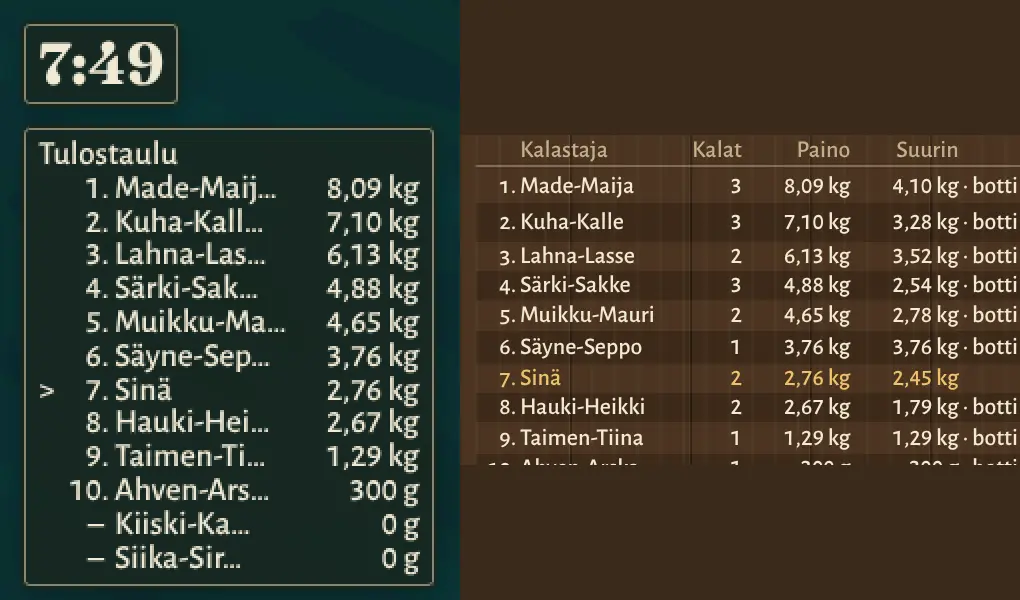 7:49
Tulostaulu
1. Made-Maij... 8,09 kg
2. Kuha-Kall... 7,10 kg
3. Lahna-Las... 6,13 kg
4. Särki-Sak... 4,88 kg
5. Muikku-Ma... 4,65 kg
6. Säyne-Sep... 3,76 kg
> 7. Sinä 2,76 kg
8. Hauki-Hei... 2,67 kg
9. Taimen-Ti... 1,29 kg
10. Ahven-Ars... 300 g
– Kiiski-Ka... 0 g
– Siika-Sir... 0 g
Kalastaja Kalat Paino Suurin
1. Made-Maija 3 8,09 kg 4,10 kg · botti
2. Kuha-Kalle 3 7,10 kg 3,28 kg · botti
3. Lahna-Lasse 2 6,13 kg 3,52 kg · botti
4. Särki-Sakke 3 4,88 kg 2,54 kg · botti
5. Muikku-Mauri 2 4,65 kg 2,78 kg · botti
6. Säyne-Seppo 1 3,76 kg 3,76 kg · botti
7. Sinä 2 2,76 kg 2,45 kg
8. Hauki-Heikki 2 2,67 kg 1,79 kg · botti
9. Taimen-Tiina 1 1,29 kg 1,29 kg · botti